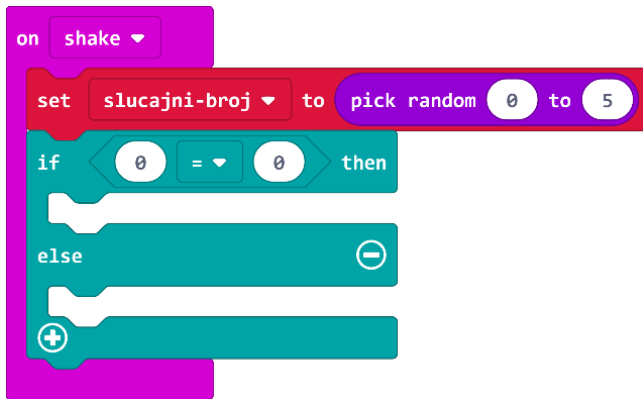 on shake
set slucajni-broj to pick random 0 to 5
if 0 = 0 then
else